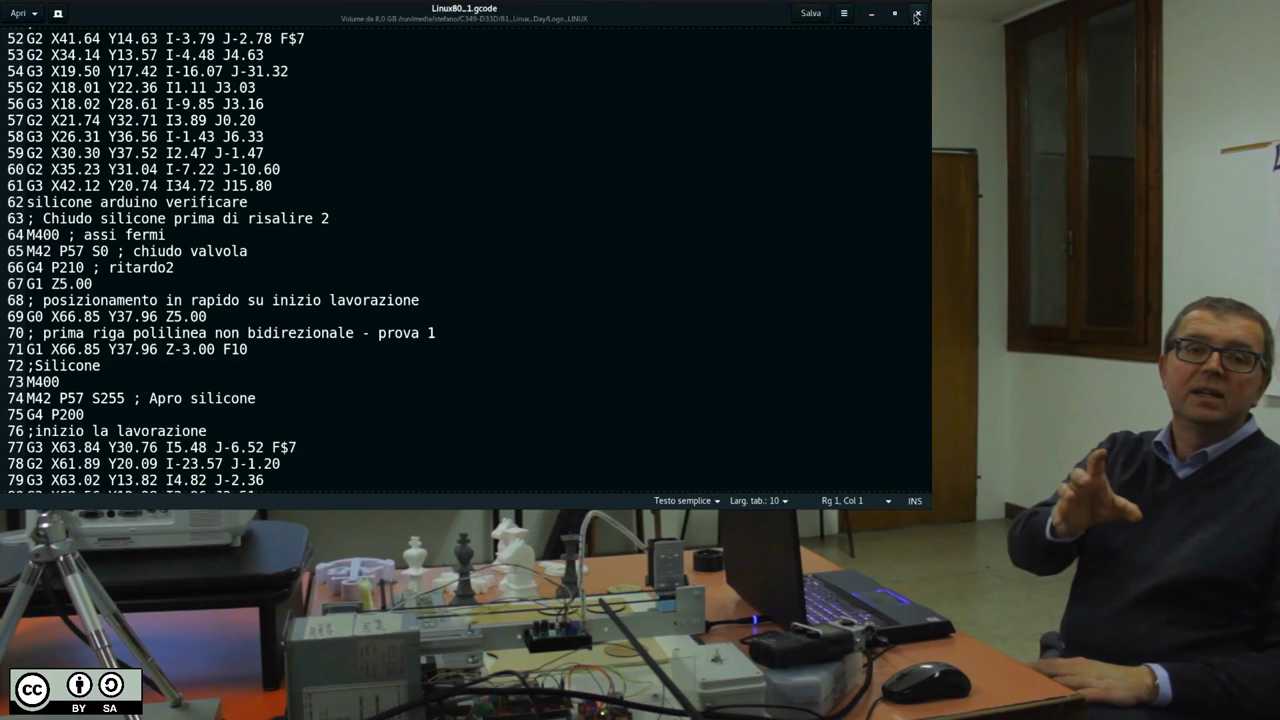 Apri
Linux80_1.gcode
Volume da 8,0 GB /run/media/stefano/C349-D33D/81_Linux_Day/Logo_LINUX
Salva
52 G2 X41.64 Y14.63 I-3.79 J-2.78 F$7
53 G2 X34.14 Y13.57 I-4.48 J4.63
54 G3 X19.50 Y17.42 I-16.07 J-31.32
55 G2 X18.01 Y22.36 I1.11 J3.03
56 G3 X18.02 Y28.61 I-9.85 J3.16
57 G2 X21.74 Y32.71 I3.89 J0.20
58 G3 X26.31 Y36.56 I-1.43 J6.33
59 G2 X30.30 Y37.52 I2.47 J-1.47
60 G2 X35.23 Y31.04 I-7.22 J-10.60
61 G3 X42.12 Y20.74 I34.72 J15.80
62 silicone arduino verificare
63 ; Chiudo silicone prima di risalire 2
64 M400 ; assi fermi
65 M42 P57 S0 ; chiudo valvola
66 G4 P210 ; ritardo2
67 G1 Z5.00
68 ; posizionamento in rapido su inizio lavorazione
69 G0 X66.85 Y37.96 Z5.00
70 ; prima riga polilinea non bidirezionale - prova 1
71 G1 X66.85 Y37.96 Z-3.00 F10
72 ;Silicone
73 M400
74 M42 P57 S255 ; Apro silicone
75 G4 P200
76 ;inizio la lavorazione
77 G3 X63.84 Y30.76 I5.48 J-6.52 F$7
78 G2 X61.89 Y20.09 I-23.57 J-1.20
79 G3 X63.02 Y13.82 I4.82 J-2.36
Testo semplice Larg. tab.: 10 Rg 1, Col 1 INS
cc
BY SA